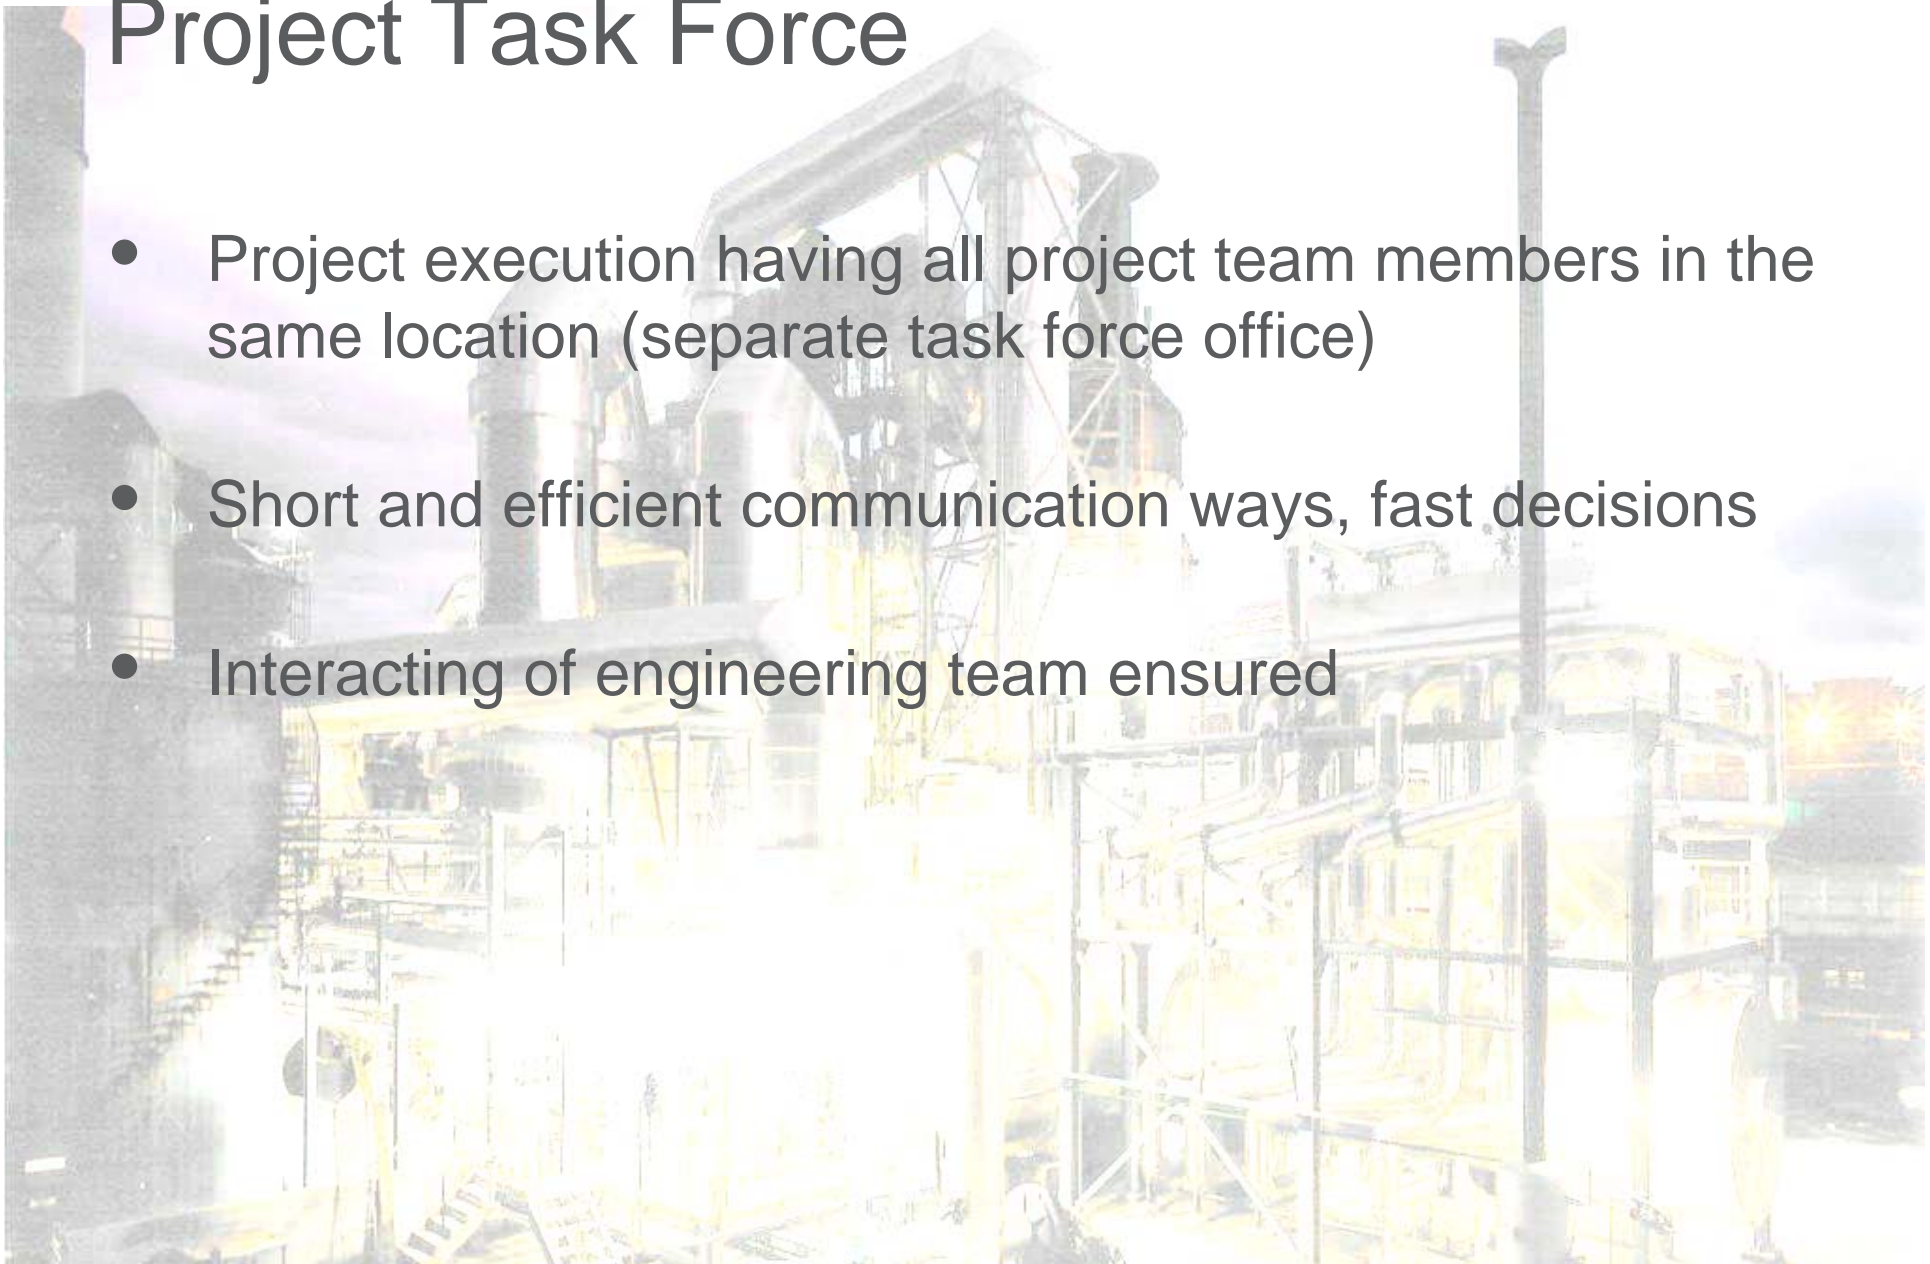 Project Task Force
• Project execution having all project team members in the
same location (separate task force office)
• Short and efficient communication ways, fast decisions
• Interacting of engineering team ensured